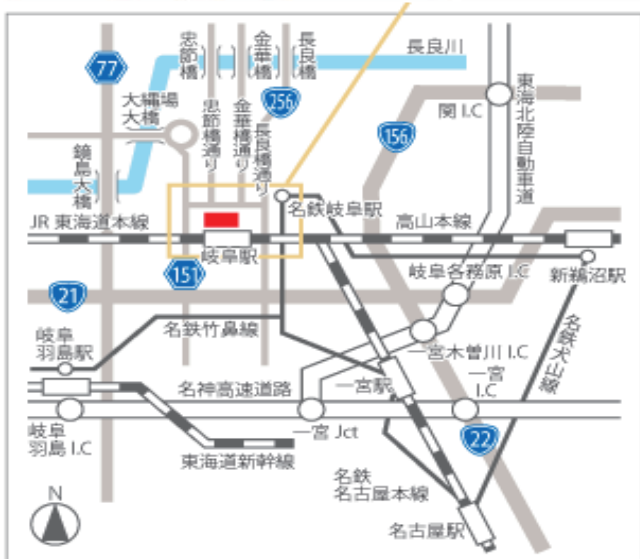 忠節橋
金華橋
長良橋
長良川
77
256
156
大縄場
大橋
忠節橋通り
金華橋通り
長良橋通り
関 I.C
東海北陸自動車道
鏡島大橋
名鉄岐阜駅
JR 東海道本線
高山本線
岐阜駅
岐阜各務原 I.C
新鵜沼駅
151
21
名鉄竹鼻線
岐阜
羽島駅
一宮木曽川 I.C
名鉄犬山線
名神高速道路
一宮駅
一宮
I.C
岐阜
羽島 I.C
一宮 Jct
22
東海道新幹線
名鉄
名古屋本線
名古屋駅
N